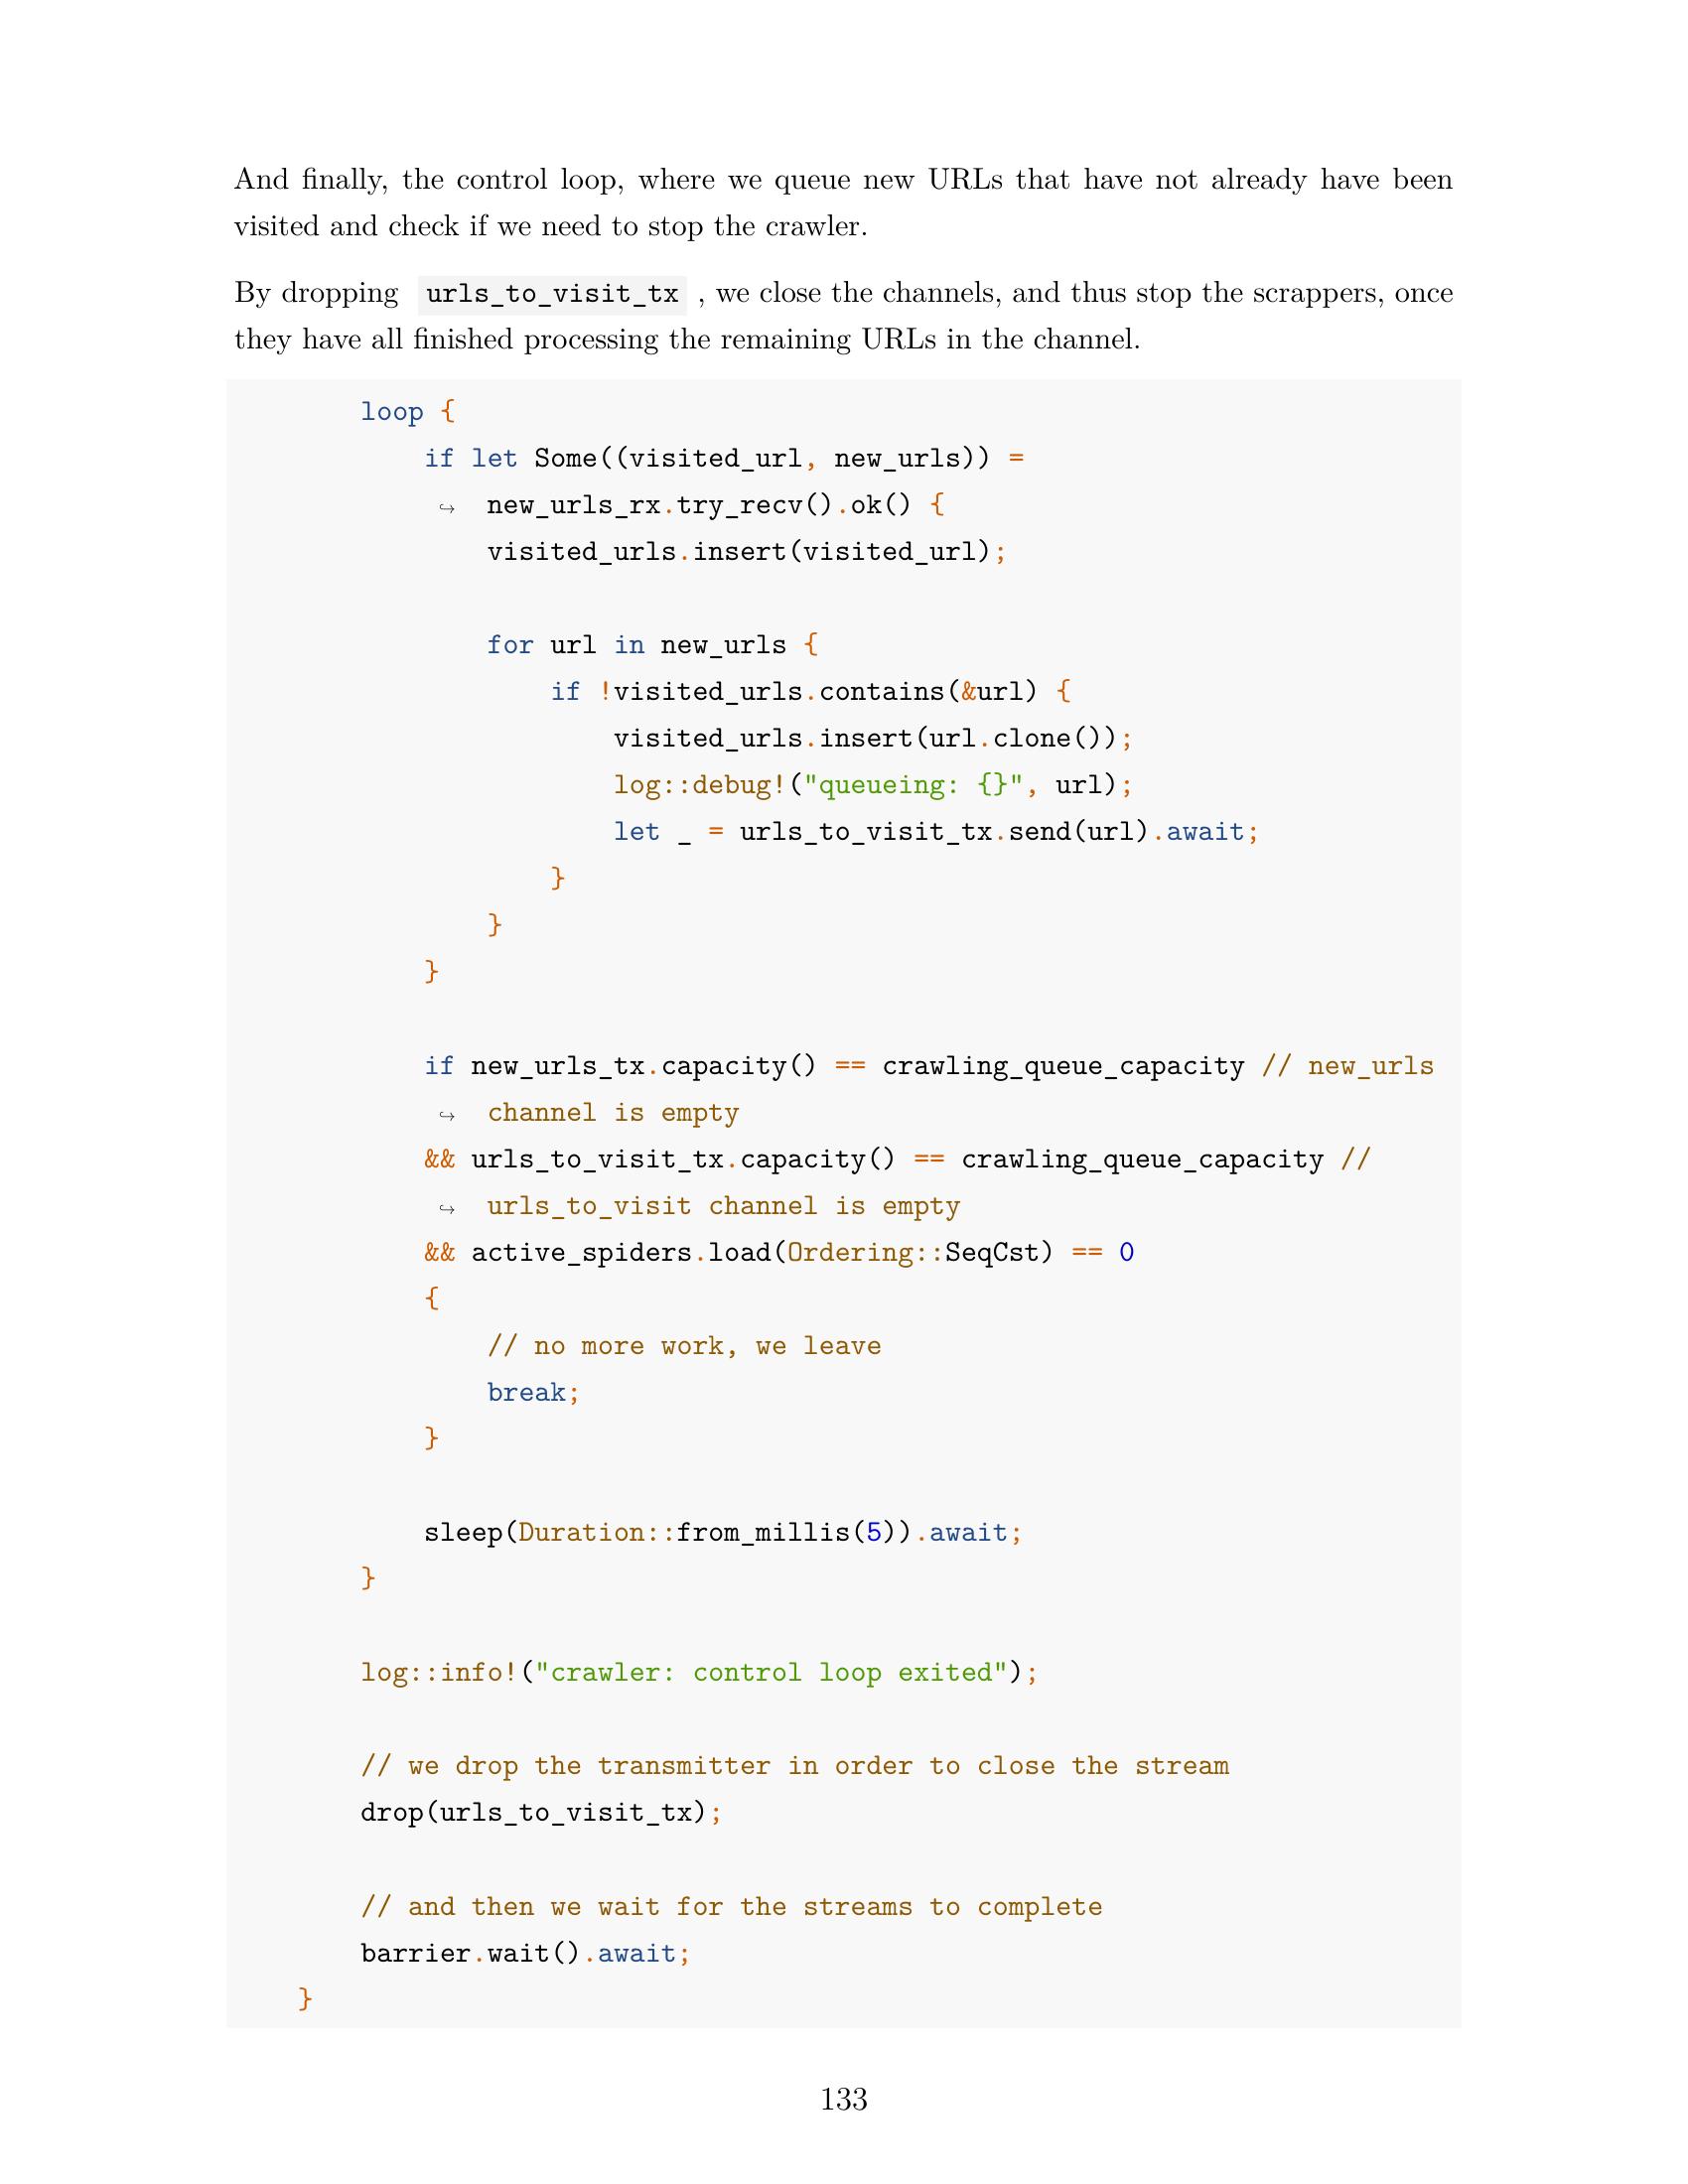 And finally, the control loop, where we queue new URLs that have not already have been
visited and check if we need to stop the crawler.
By dropping urls_to_visit_tx , we close the channels, and thus stop the scrappers, once
they have all finished processing the remaining URLs in the channel.
        loop {
            if let Some((visited_url, new_urls)) =
             ↪  new_urls_rx.try_recv().ok() {
                visited_urls.insert(visited_url);

                for url in new_urls {
                    if !visited_urls.contains(&url) {
                        visited_urls.insert(url.clone());
                        log::debug!("queueing: {}", url);
                        let _ = urls_to_visit_tx.send(url).await;
                    }
                }
            }

            if new_urls_tx.capacity() == crawling_queue_capacity // new_urls
             ↪  channel is empty
            && urls_to_visit_tx.capacity() == crawling_queue_capacity //
             ↪  urls_to_visit channel is empty
            && active_spiders.load(Ordering::SeqCst) == 0
            {
                // no more work, we leave
                break;
            }

            sleep(Duration::from_millis(5)).await;
        }

        log::info!("crawler: control loop exited");

        // we drop the transmitter in order to close the stream
        drop(urls_to_visit_tx);

        // and then we wait for the streams to complete
        barrier.wait().await;
    }
133